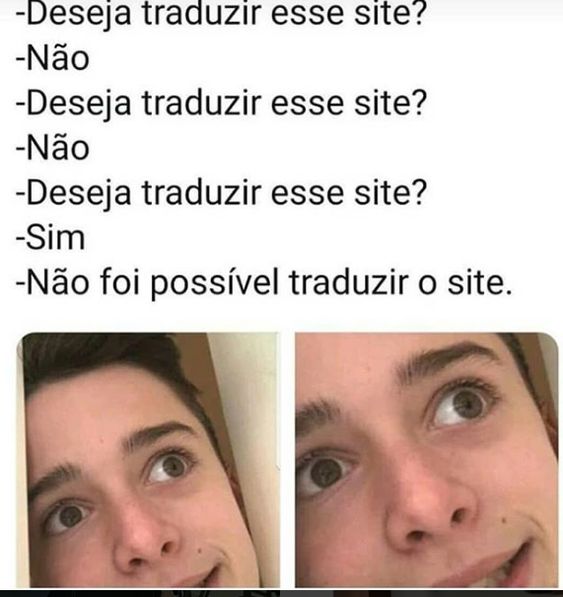 -Deseja traduzir esse site?
-Não
-Deseja traduzir esse site?
-Não
-Deseja traduzir esse site?
-Sim
-Não foi possível traduzir o site.